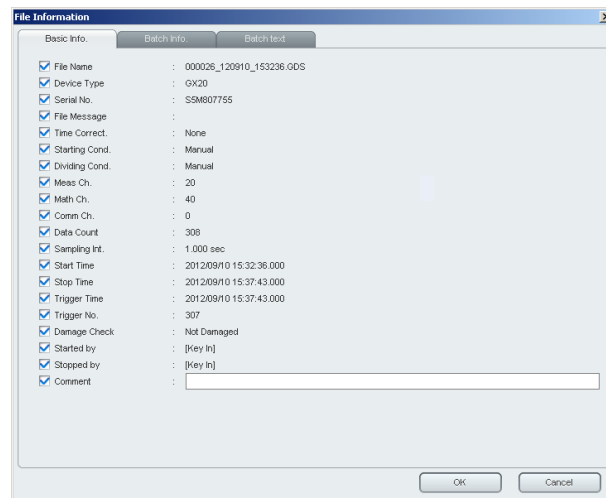 File Information
Basic Info. Batch Info. Batch text
File Name : 000026_120910_153236.GDS
Device Type : GX20
Serial No. : S5M807755
File Message :
Time Correct. : None
Starting Cond. : Manual
Dividing Cond. : Manual
Meas Ch. : 20
Math Ch. : 40
Comm Ch. : 0
Data Count : 308
Sampling Int. : 1.000 sec
Start Time : 2012/09/10 15:32:36.000
Stop Time : 2012/09/10 15:37:43.000
Trigger Time : 2012/09/10 15:37:43.000
Trigger No. : 307
Damage Check : Not Damaged
Started by : [Key In]
Stopped by : [Key In]
Comment :
OK Cancel